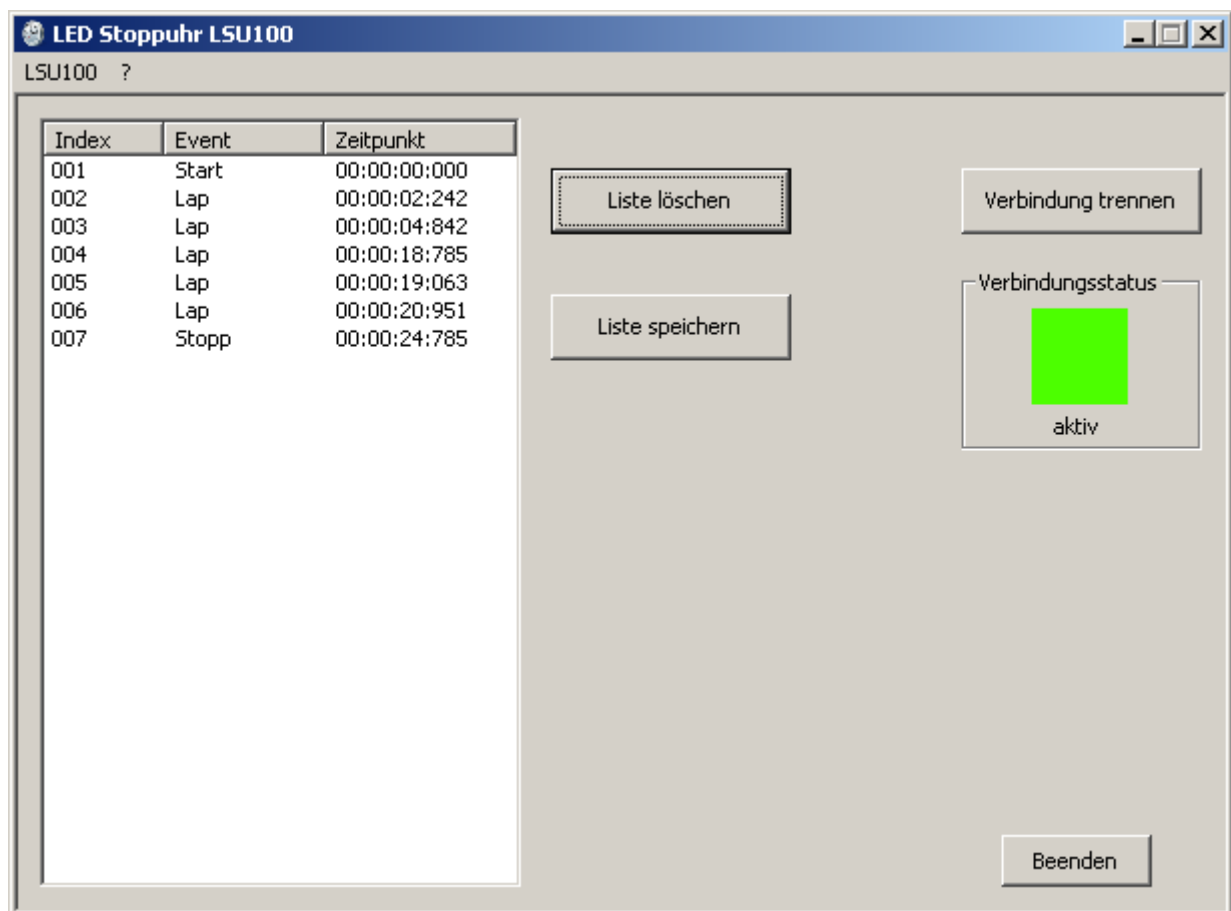 LED Stoppuhr LSU100
LSU100 ?
Index Event Zeitpunkt
001 Start 00:00:00:000
002 Lap 00:00:02:242
003 Lap 00:00:04:842
004 Lap 00:00:18:785
005 Lap 00:00:19:063
006 Lap 00:00:20:951
007 Stopp 00:00:24:785
Liste löschen
Liste speichern
Verbindung trennen
Verbindungsstatus
aktiv
Beenden